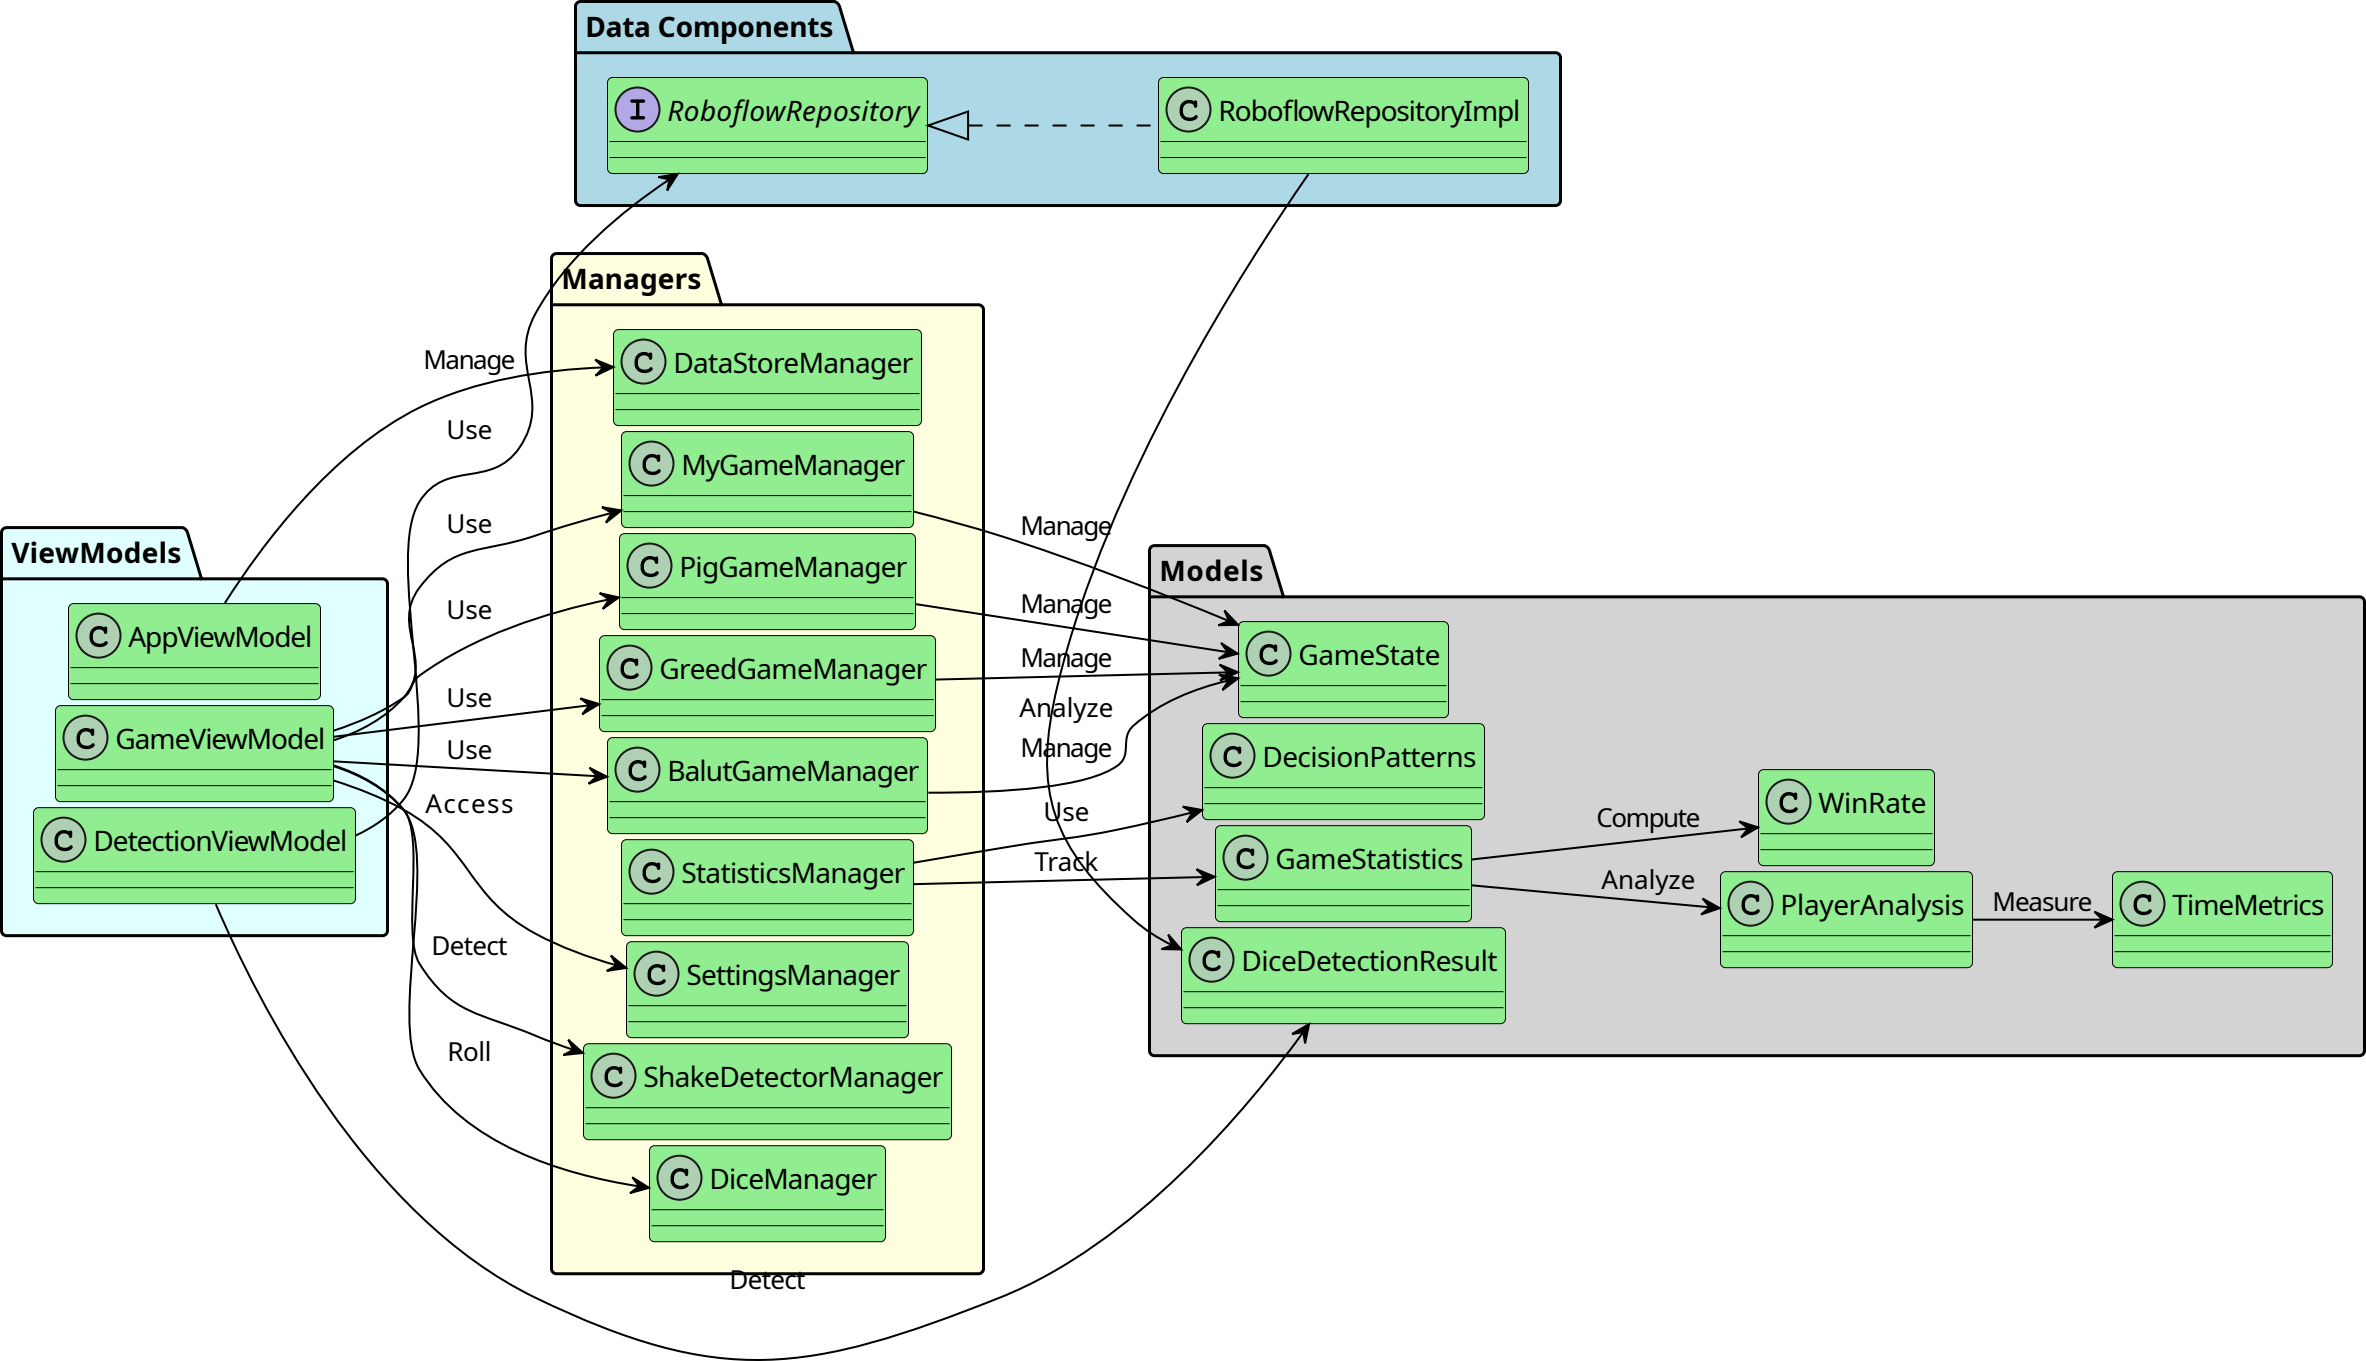 Data Components
I RoboflowRepository
C RoboflowRepositoryImpl
Managers
C DataStoreManager
C MyGameManager
C PigGameManager
C GreedGameManager
C BalutGameManager
C StatisticsManager
C SettingsManager
C ShakeDetectorManager
C DiceManager
ViewModels
C AppViewModel
C GameViewModel
C DetectionViewModel
Models
C GameState
C DecisionPatterns
C GameStatistics
C DiceDetectionResult
C WinRate
C PlayerAnalysis
C TimeMetrics
Manage
Use
Use
Use
Use
Use
Access
Detect
Roll
Manage
Manage
Manage
Analyze
Manage
Use
Track
Compute
Analyze
Measure
Detect